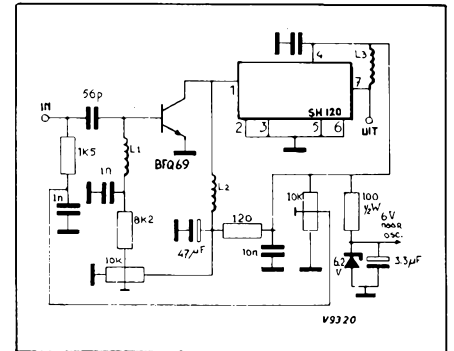 L3
4
56p
1
7
IN
SH 120
UIT
2 3 5 6
1K5
L1
BFQ69
1n
L2
1n
8K2
120
10K
100
½W
6V
naar
osc.
47µF
10n
6.2
V
3.3µF
10k
V9320